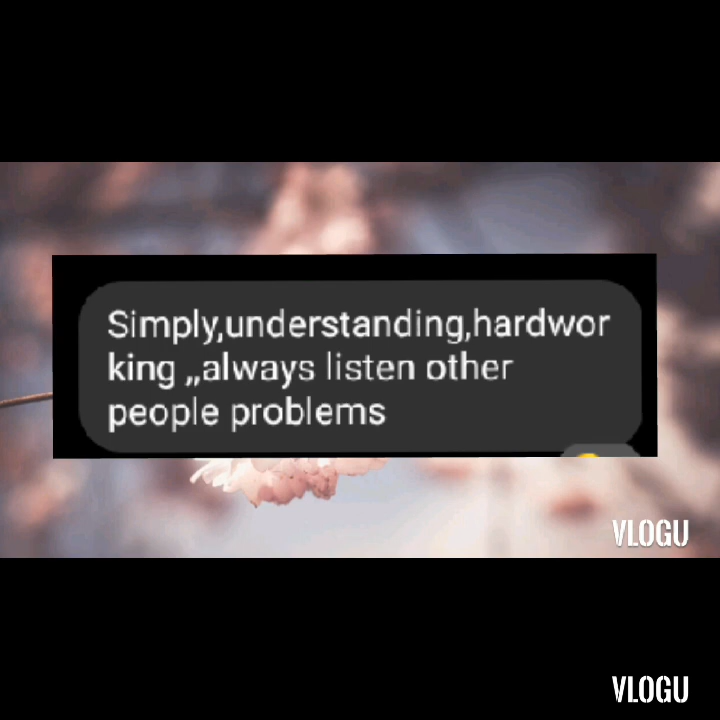 Simply,understanding,hardwor
king ,,always listen other
people problems
VLOGU
VLOGU